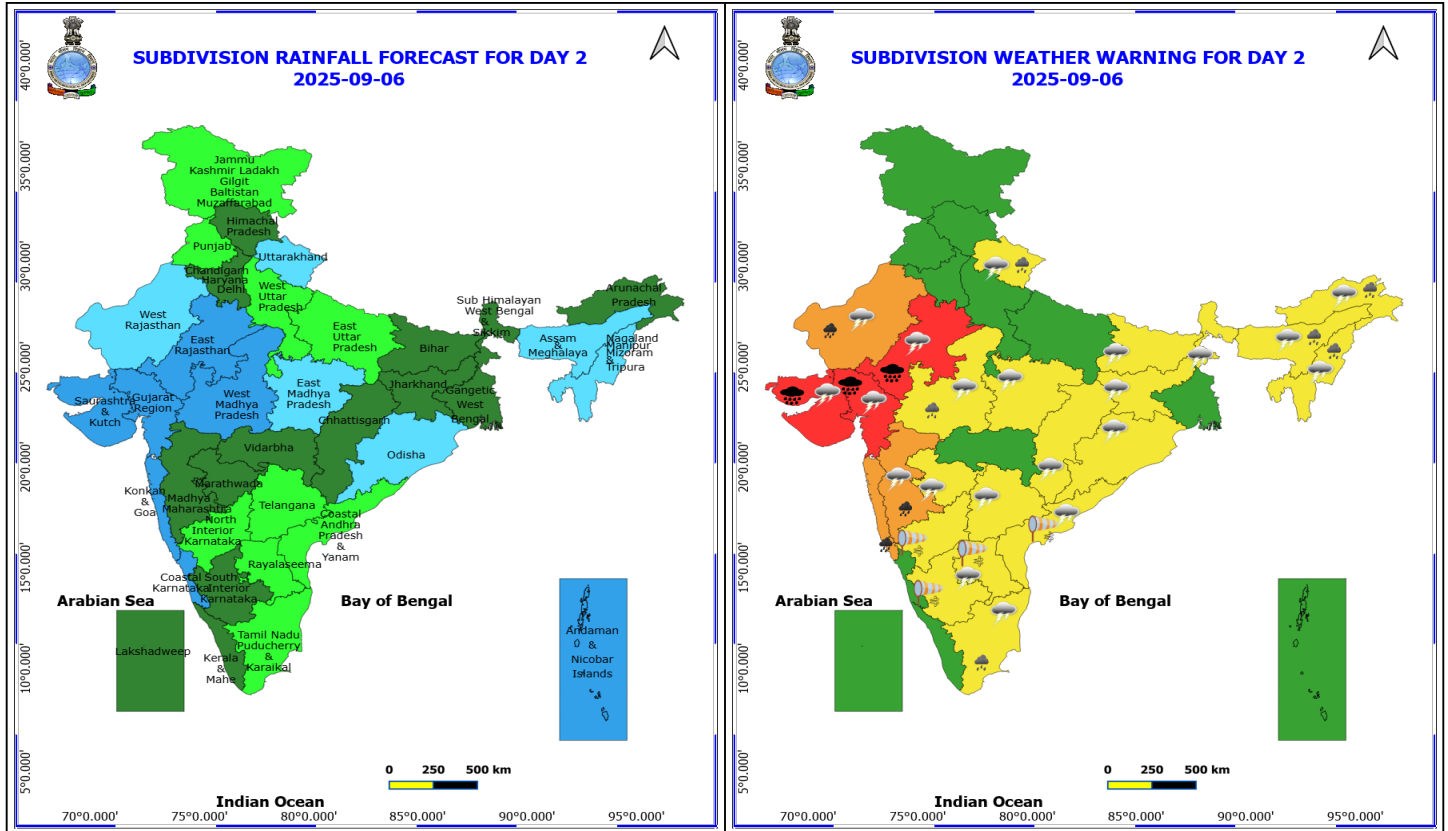 SUBDIVISION RAINFALL FORECAST FOR DAY 2
2025-09-06
40°0.000'
35°0.000'
30°0.000'
25°0.000'
20°0.000'
15°0.000'
10°0.000'
5°0.000'
Jammu
Kashmir Ladakh
Gilgit
Baltistan
Muzaffarabad
Himachal
Pradesh
Punjab
Uttarakhand
Chandigarh
Haryana
Delhi
West
Uttar
Pradesh
West
Rajasthan
East
Rajasthan
East
Uttar
Pradesh
Sub Himalayan
West Bengal
&
Sikkim
Arunachal
Pradesh
Assam
&
Meghalaya
Nagaland
Manipur
Mizoram
&
Tripura
Bihar
Jharkhand
Gangetic
West
Bengal
Saurashtra
&
Kutch
Gujarat
Region
West
Madhya
Pradesh
East
Madhya
Pradesh
Chhattisgarh
Odisha
Vidarbha
Marathwada
Madhya
Maharashtra
Konkan
&
Goa
Telangana
North
Interior
Karnataka
Coastal
Andhra
Pradesh
&
Yanam
Rayalaseema
Coastal
Karnataka
South
Interior
Karnataka
Tamil Nadu
Puducherry
&
Karaikal
Kerala
&
Mahe
Lakshadweep
Andaman
&
Nicobar
Islands
Arabian Sea
Bay of Bengal
0 250 500 km
Indian Ocean
70°0.000' 75°0.000' 80°0.000' 85°0.000' 90°0.000' 95°0.000'
SUBDIVISION WEATHER WARNING FOR DAY 2
2025-09-06
40°0.000'
35°0.000'
30°0.000'
25°0.000'
20°0.000'
15°0.000'
10°0.000'
5°0.000'
Arabian Sea
Bay of Bengal
0 250 500 km
Indian Ocean
70°0.000' 75°0.000' 80°0.000' 85°0.000' 90°0.000' 95°0.000'